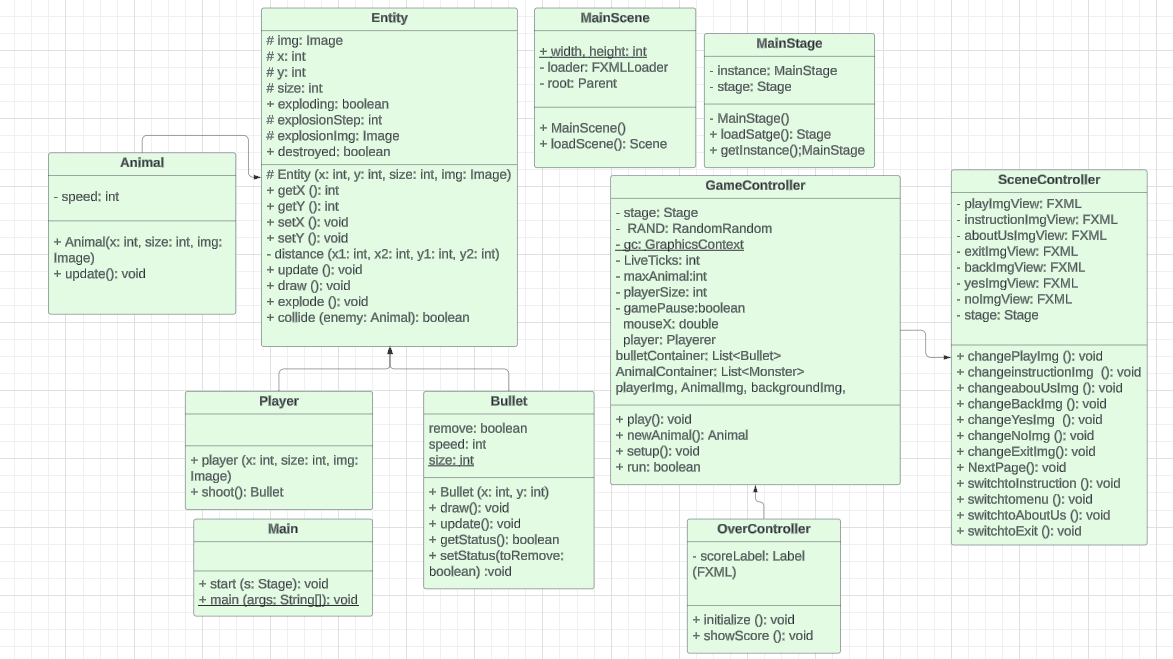 Entity
# img: Image
# x: int
# y: int
# size: int
+ exploding: boolean
# explosionStep: int
# explosionImg: Image
+ destroyed: boolean
# Entity (x: int, y: int, size: int, img: Image)
+ getX (): int
+ getY (): int
+ setX (): void
+ setY (): void
- distance (x1: int, x2: int, y1: int, y2: int)
+ update (): void
+ draw (): void
+ explode (): void
+ collide (enemy: Animal): boolean
MainScene
+ width, height: int
- loader: FXMLLoader
- root: Parent
+ MainScene()
+ loadScene(): Scene
MainStage
- instance: MainStage
- stage: Stage
- MainStage()
+ loadSatge(): Stage
+ getInstance();MainStage
Animal
- speed: int
+ Animal(x: int, size: int, img:
Image)
+ update(): void
GameController
- stage: Stage
- RAND: RandomRandom
- gc: GraphicsContext
- LiveTicks: int
- maxAnimal:int
- playerSize: int
- gamePause:boolean
mouseX: double
player: Playerer
bulletContainer: List<Bullet>
AnimalContainer: List<Monster>
playerImg, AnimalImg, backgroundImg,
+ play(): void
+ newAnimal(): Animal
+ setup(): void
+ run: boolean
SceneController
- playImgView: FXML
- instructionImgView: FXML
- aboutUsImgView: FXML
- exitImgView: FXML
- backImgView: FXML
- yesImgView: FXML
- noImgView: FXML
- stage: Stage
+ changePlayImg (): void
+ changeinstructionImg (): void
+ changeabouUsImg (): void
+ changeBackImg (): void
+ changeYesImg (): void
+ changeNoImg (): void
+ changeExitImg(): void
+ NextPage(): void
+ switchtoInstruction (): void
+ switchtomenu (): void
+ switchtoAboutUs (): void
+ switchtoExit (): void
Player
+ player (x: int, size: int, img:
Image)
+ shoot(): Bullet
Bullet
remove: boolean
speed: int
size: int
+ Bullet (x: int, y: int)
+ draw(): void
+ update(): void
+ getStatus(): boolean
+ setStatus(toRemove:
boolean) :void
Main
+ start (s: Stage): void
+ main (args: String[]): void
OverController
- scoreLabel: Label
(FXML)
+ initialize (): void
+ showScore (): void